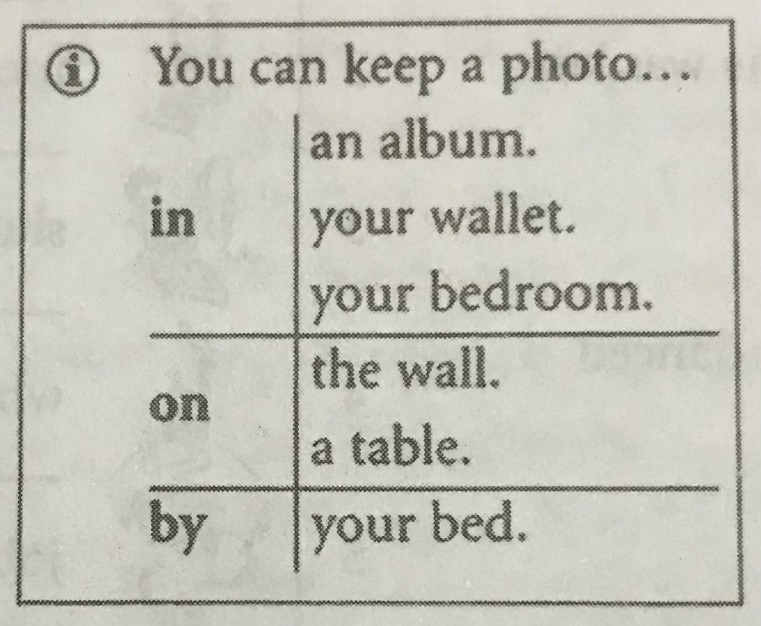 ⓘ You can keep a photo...
an album.
in your wallet.
your bedroom.
the wall.
on
a table.
by your bed.